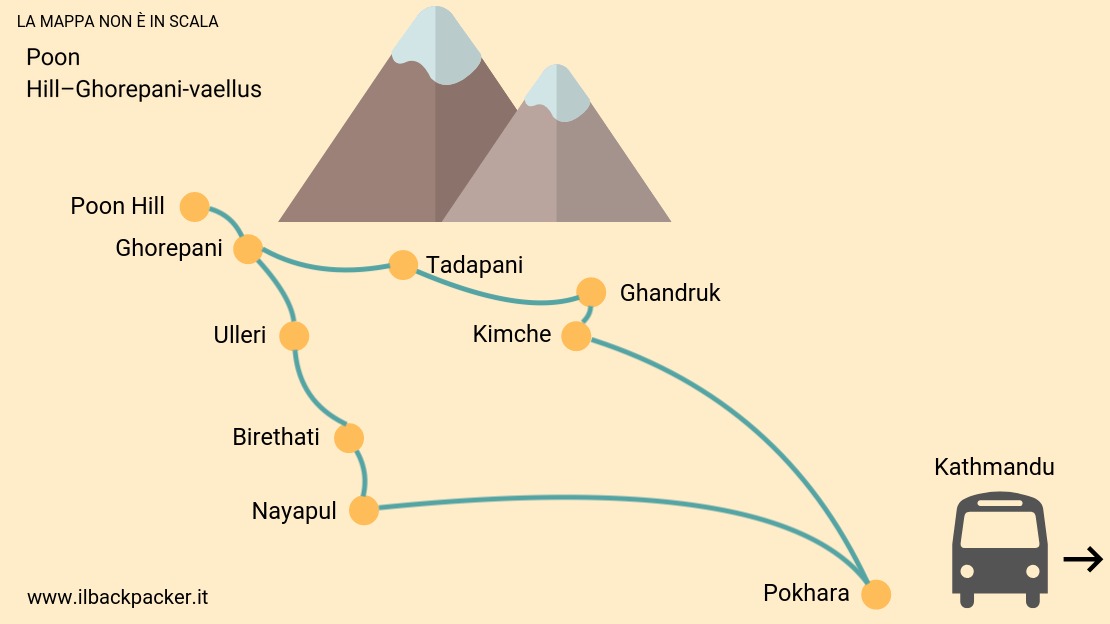 LA MAPPA NON È IN SCALA
Poon
Hill–Ghorepani-vaellus
Poon Hill
Ghorepani
Tadapani
Ghandruk
Ulleri
Kimche
Birethati
Kathmandu
Nayapul
Pokhara
www.ilbackpacker.it